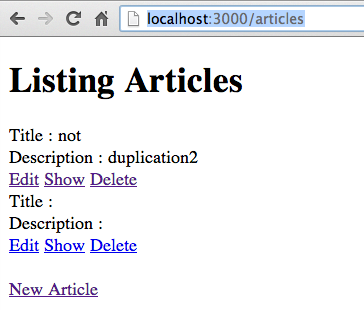 localhost:3000/articles
Listing Articles
Title : not
Description : duplication2
Edit Show Delete
Title :
Description :
Edit Show Delete
New Article